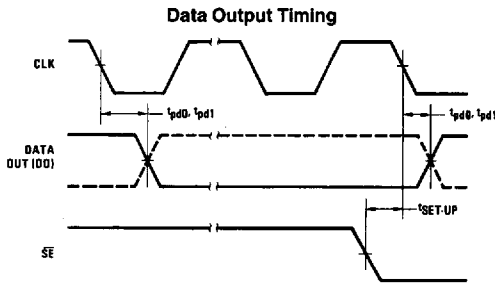 Data Output Timing
CLK
tpd0, tpd1
tpd0, tpd1
DATA
OUT (DO)
tSET-UP
SE